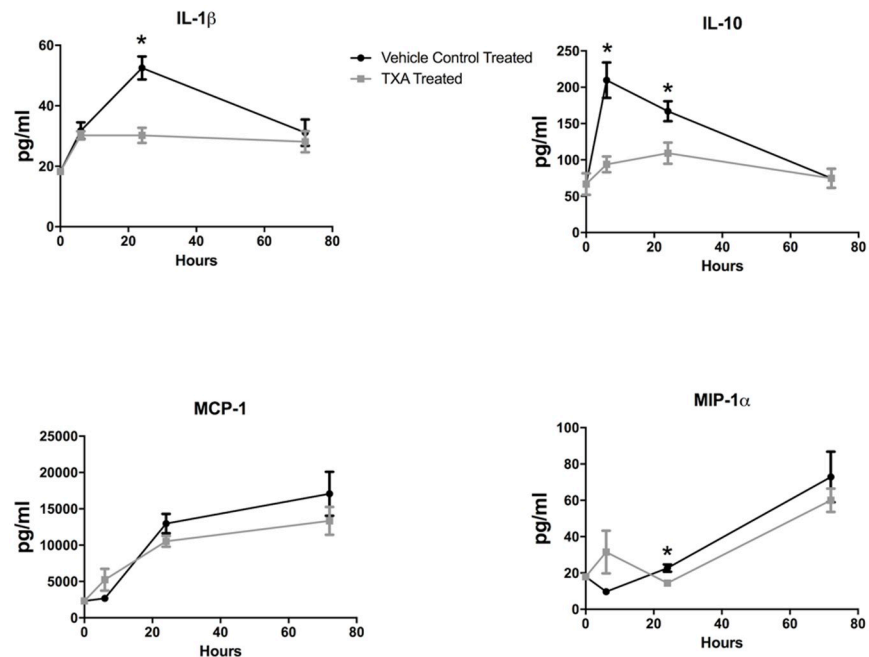 IL-1β
60
40
20
0
pg/ml
*
0 20 40 60 80
Hours
Vehicle Control Treated
TXA Treated
IL-10
250
200
150
100
50
0
pg/ml
*
*
0 20 40 60 80
Hours
MCP-1
25000
20000
15000
10000
5000
0
pg/ml
0 20 40 60 80
Hours
MIP-1α
100
80
60
40
20
0
pg/ml
*
0 20 40 60 80
Hours